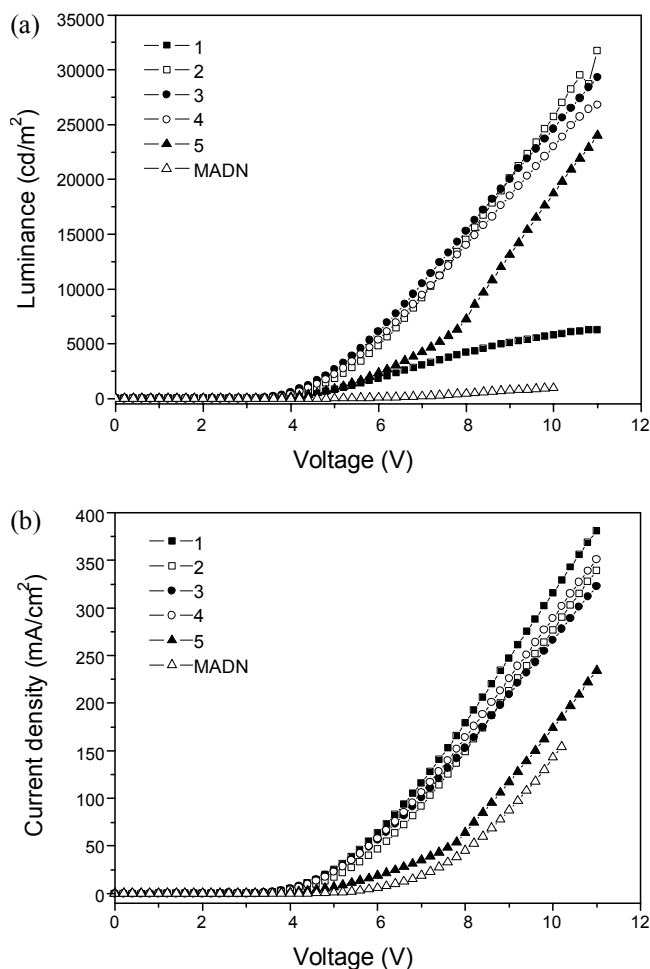 (a)
35000
30000
25000
20000
15000
10000
5000
0
Luminance (cd/m²)
1
2
3
4
5
MADN
0 2 4 6 8 10 12
Voltage (V)
(b)
400
350
300
250
200
150
100
50
0
Current density (mA/cm²)
1
2
3
4
5
MADN
0 2 4 6 8 10 12
Voltage (V)